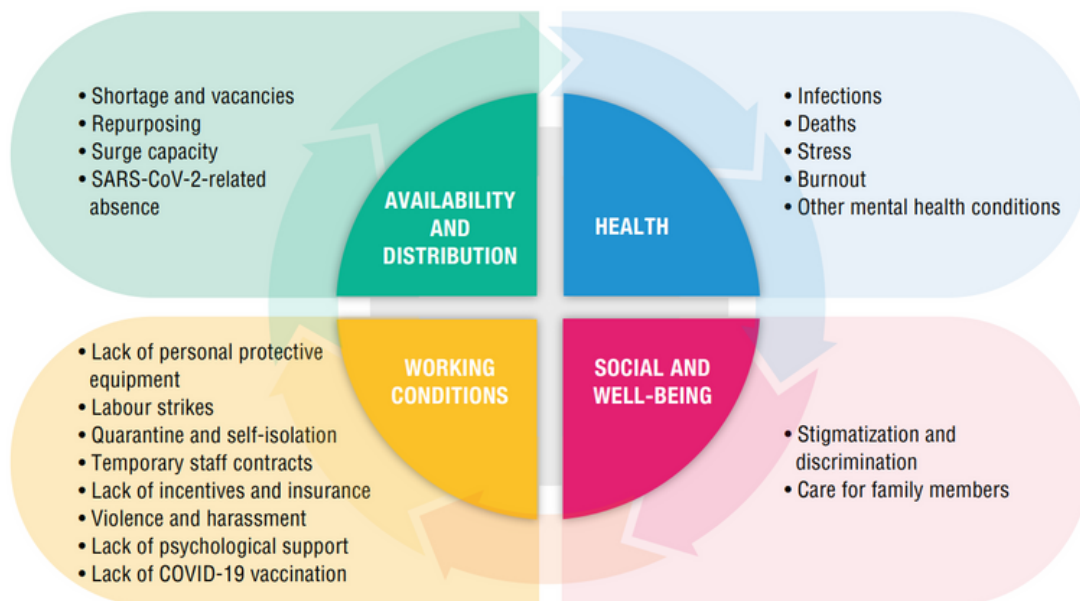 • Shortage and vacancies
• Repurposing
• Surge capacity
• SARS-CoV-2-related
absence
AVAILABILITY
AND
DISTRIBUTION
HEALTH
• Infections
• Deaths
• Stress
• Burnout
• Other mental health conditions
• Lack of personal protective
equipment
• Labour strikes
• Quarantine and self-isolation
• Temporary staff contracts
• Lack of incentives and insurance
• Violence and harassment
• Lack of psychological support
• Lack of COVID-19 vaccination
WORKING
CONDITIONS
SOCIAL AND
WELL-BEING
• Stigmatization and
discrimination
• Care for family members